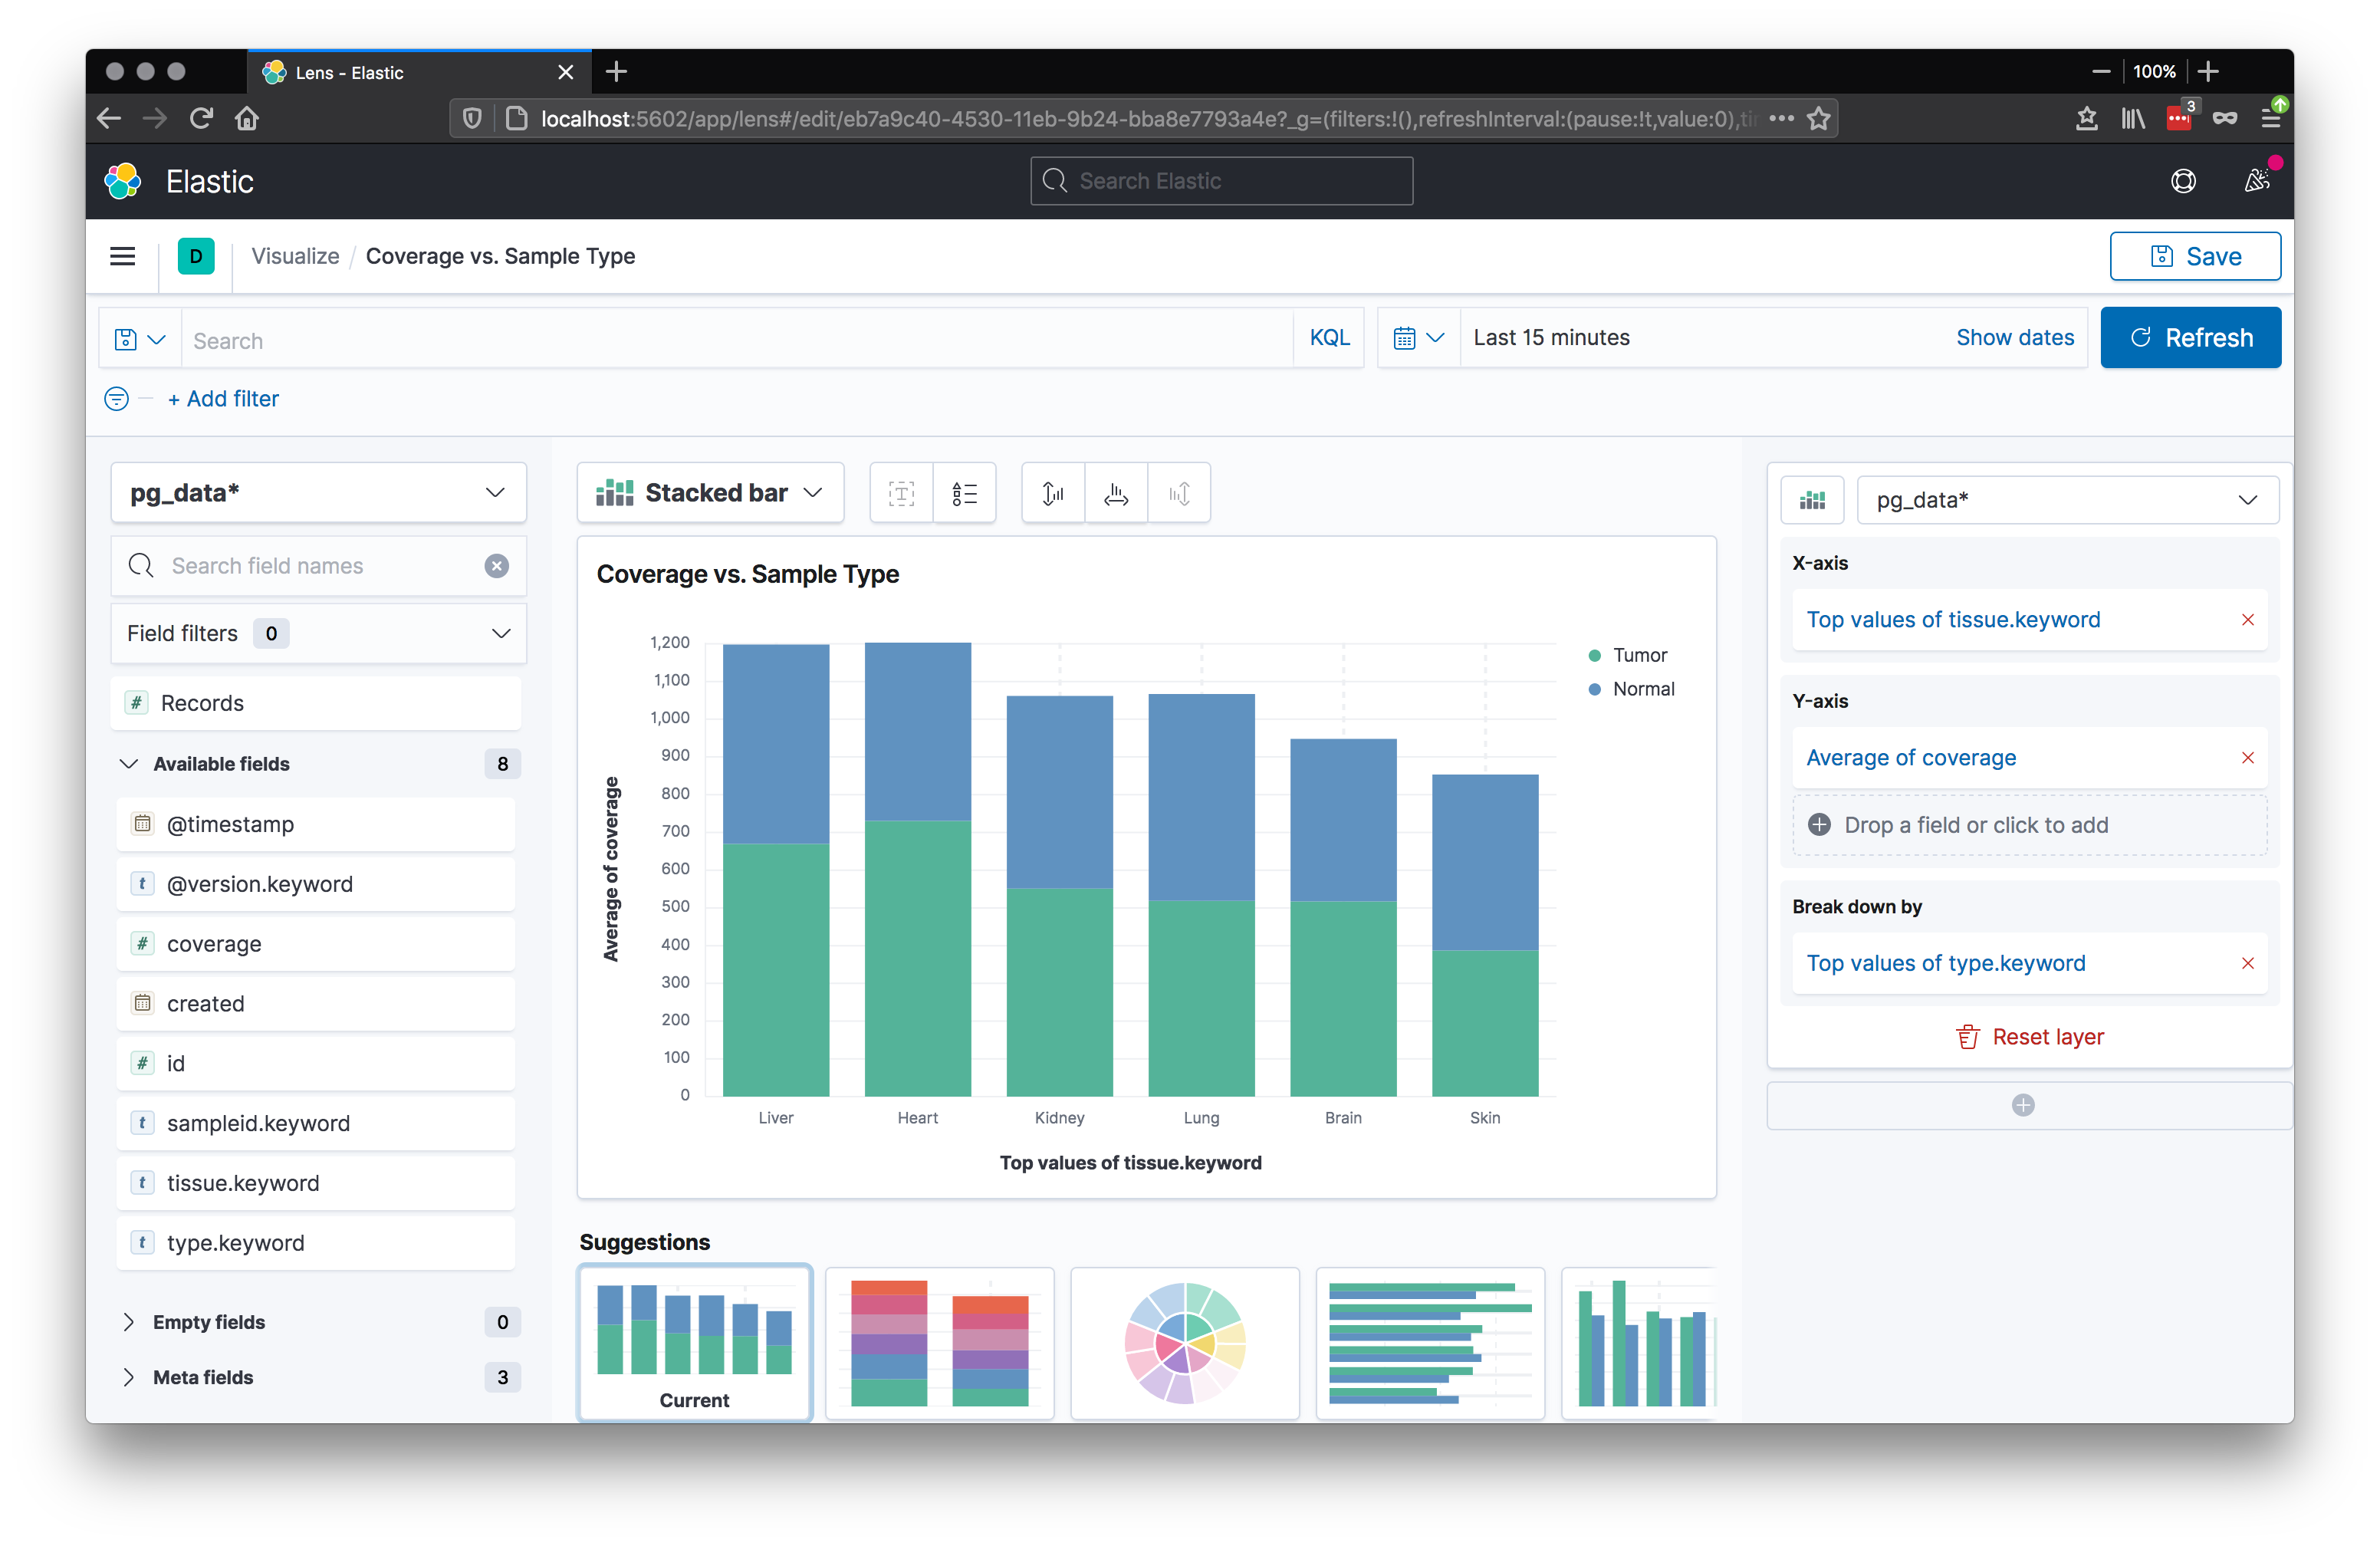 Lens - Elastic
100%
localhost:5602/app/lens#/edit/eb7a9c40-4530-11eb-9b24-bba8e7793a4e?_g=(filters:!(),refreshInterval:(pause:!t,value:0),
3
Elastic
Search Elastic
D
Visualize / Coverage vs. Sample Type
Save
Search
KQL
Last 15 minutes
Show dates
Refresh
+ Add filter
pg_data*
Search field names
Field filters 0
# Records
Available fields 8
@timestamp
t @version.keyword
# coverage
created
# id
t sampleid.keyword
t tissue.keyword
t type.keyword
Empty fields 0
Meta fields 3
Stacked bar
T
Coverage vs. Sample Type
Average of coverage
1,200
1,100
1,000
900
800
700
600
500
400
300
200
100
0
Liver
Heart
Kidney
Lung
Brain
Skin
Top values of tissue.keyword
Tumor
Normal
Suggestions
Current
pg_data*
X-axis
Top values of tissue.keyword
Y-axis
Average of coverage
Drop a field or click to add
Break down by
Top values of type.keyword
Reset layer